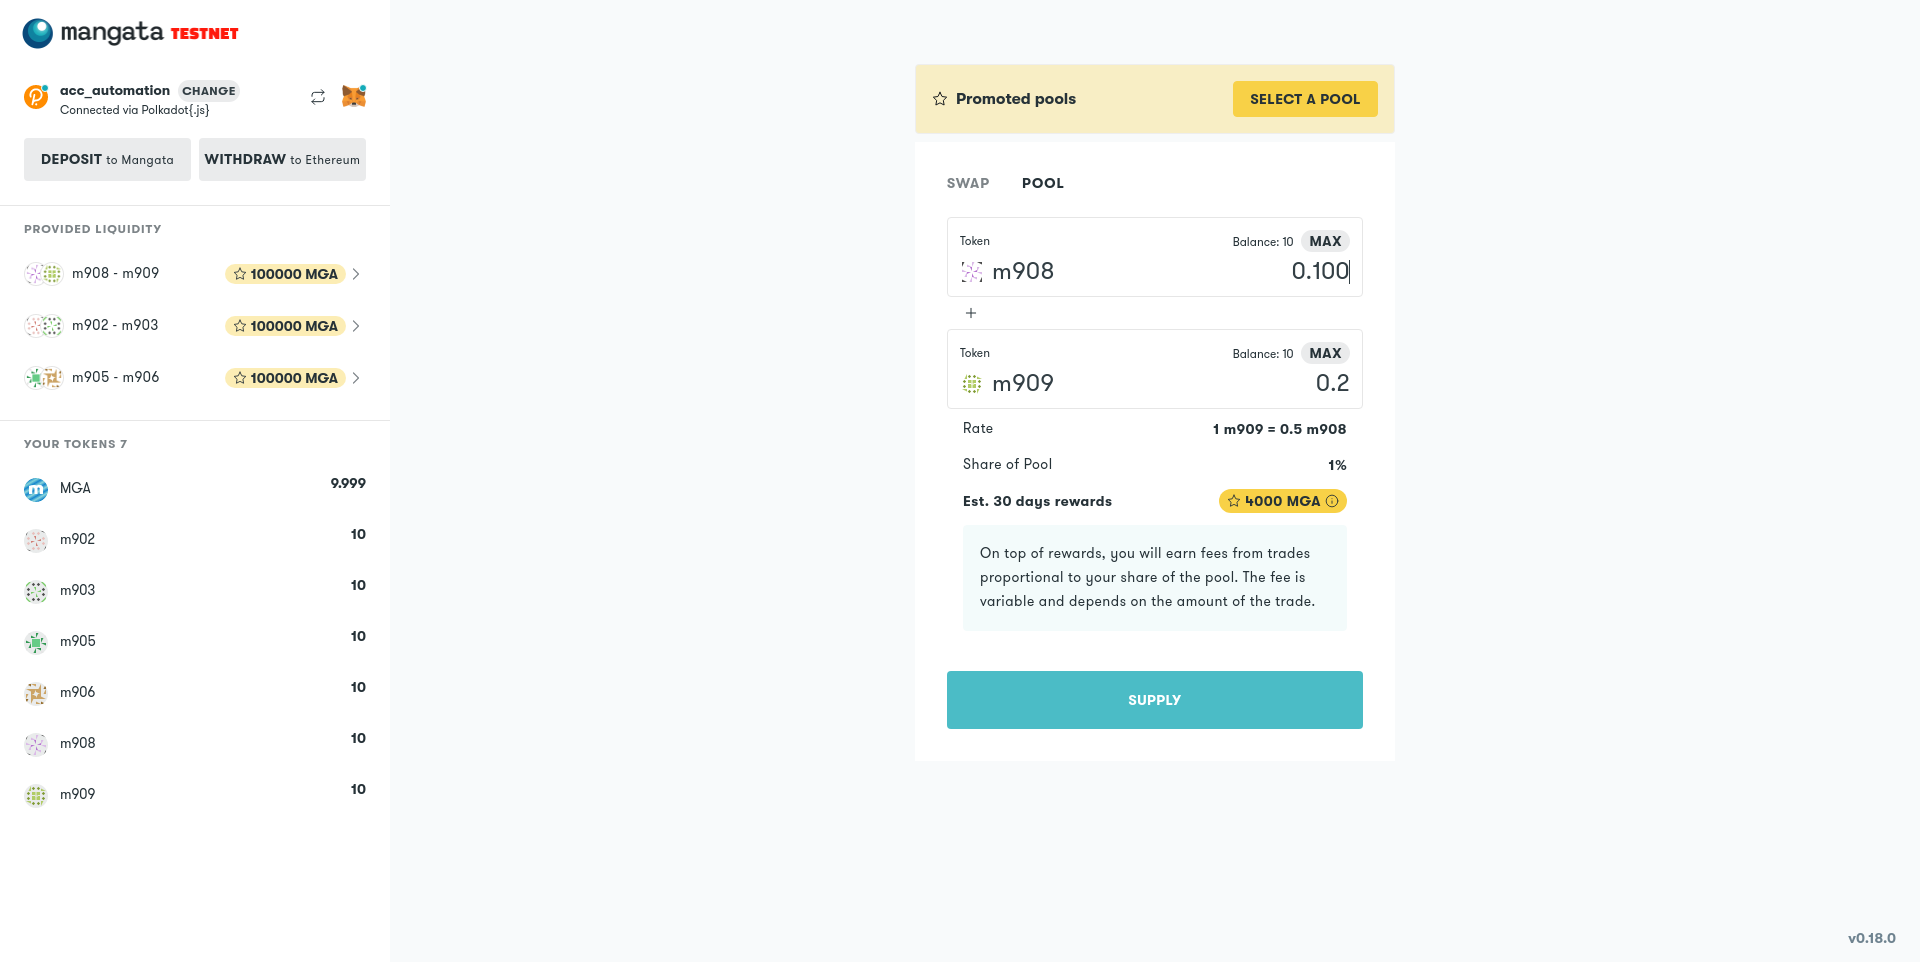 mangata TESTNET
acc_automation CHANGE
Connected via Polkadot{.js}
DEPOSIT to Mangata
WITHDRAW to Ethereum
PROVIDED LIQUIDITY
m908 - m909 100000 MGA
m902 - m903 100000 MGA
m905 - m906 100000 MGA
YOUR TOKENS 7
MGA 9.999
m902 10
m903 10
m905 10
m906 10
m908 10
m909 10
Promoted pools SELECT A POOL
SWAP POOL
Token Balance: 10 MAX
m908 0.100
+
Token Balance: 10 MAX
m909 0.2
Rate 1 m909 = 0.5 m908
Share of Pool 1%
Est. 30 days rewards 4000 MGA
On top of rewards, you will earn fees from trades
proportional to your share of the pool. The fee is
variable and depends on the amount of the trade.
SUPPLY
v0.18.0